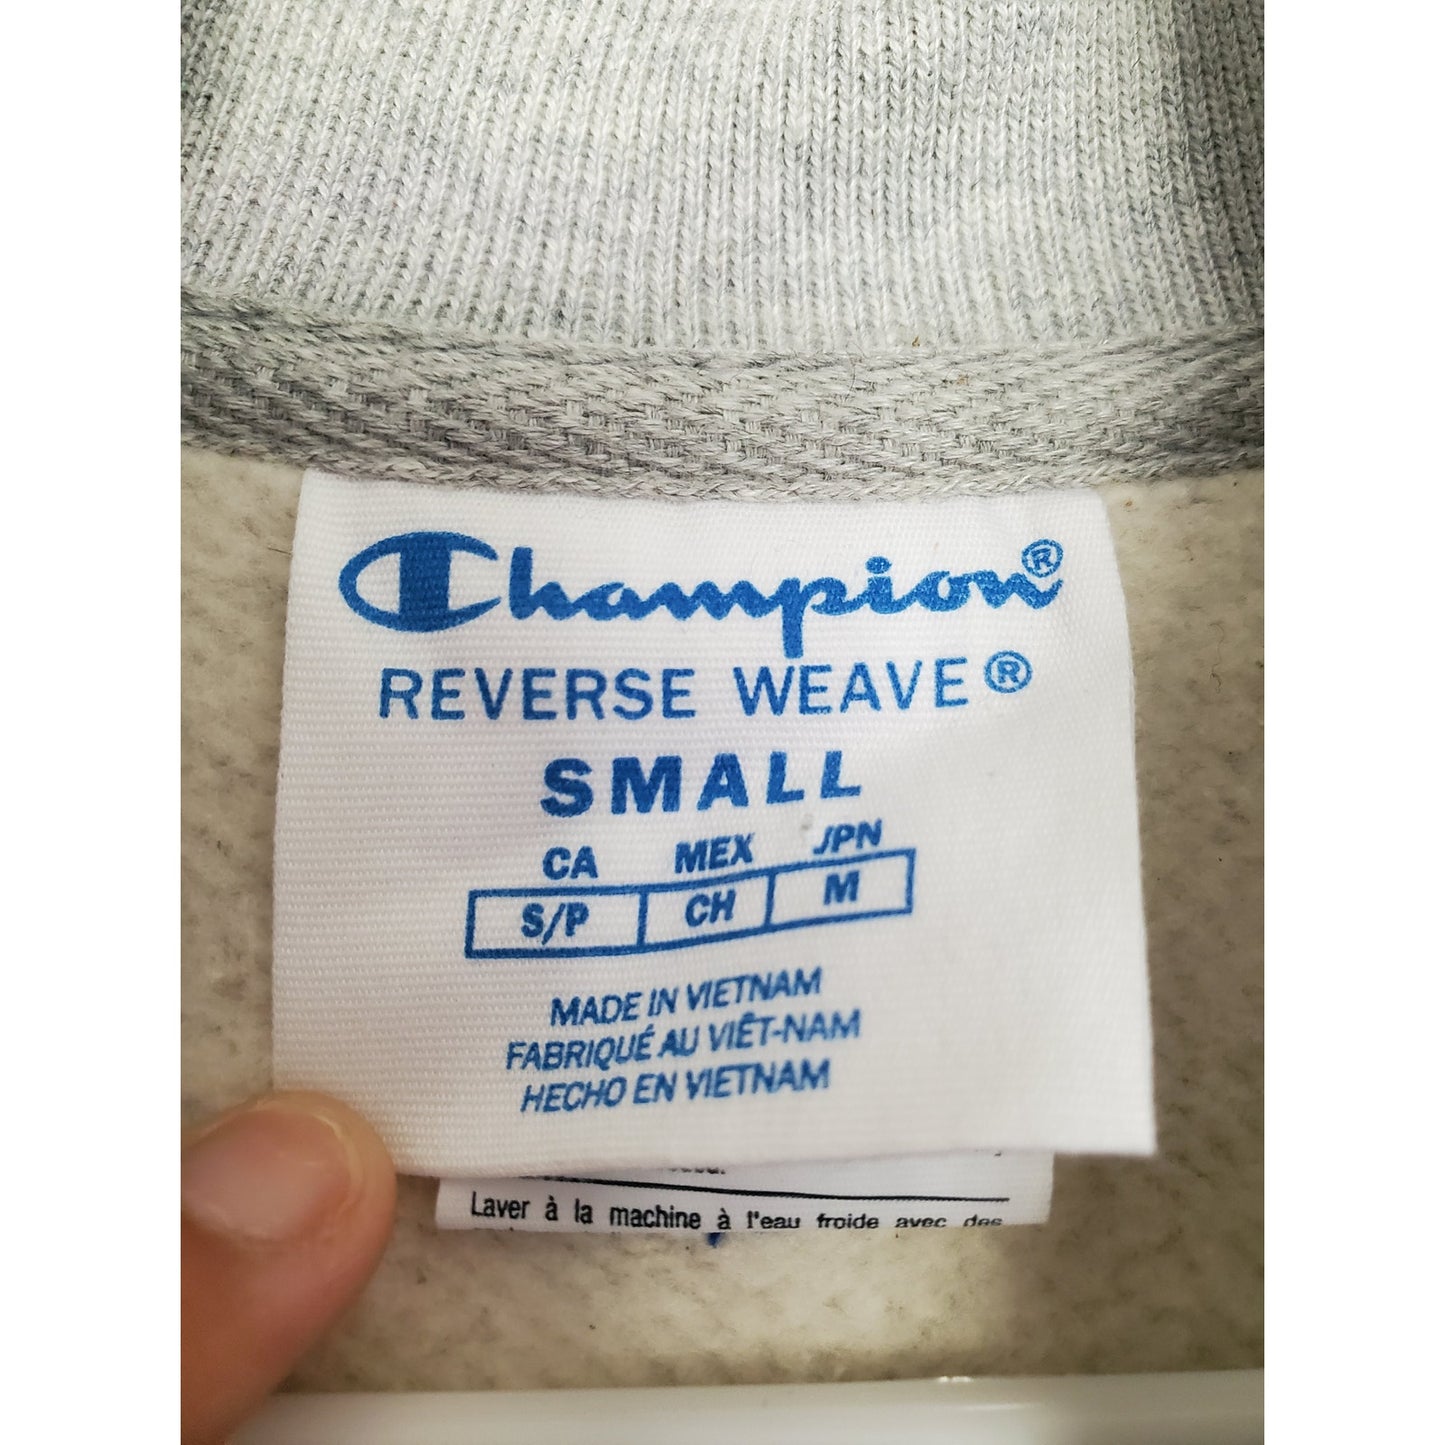 Champion®
REVERSE WEAVE®
SMALL
CA MEX JPN
S/P CH M
MADE IN VIETNAM
FABRIQUÉ AU VIÊT-NAM
HECHO EN VIETNAM
Laver à la machine à l'eau froide avec des